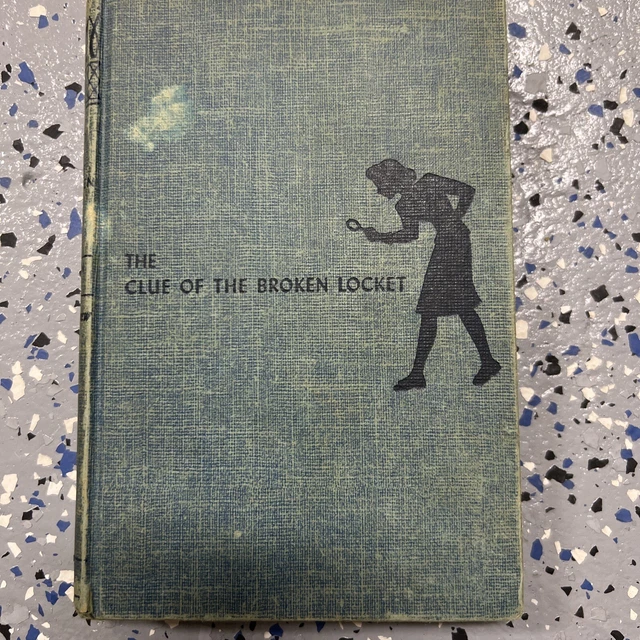 THE
CLUE OF THE BROKEN LOCKET